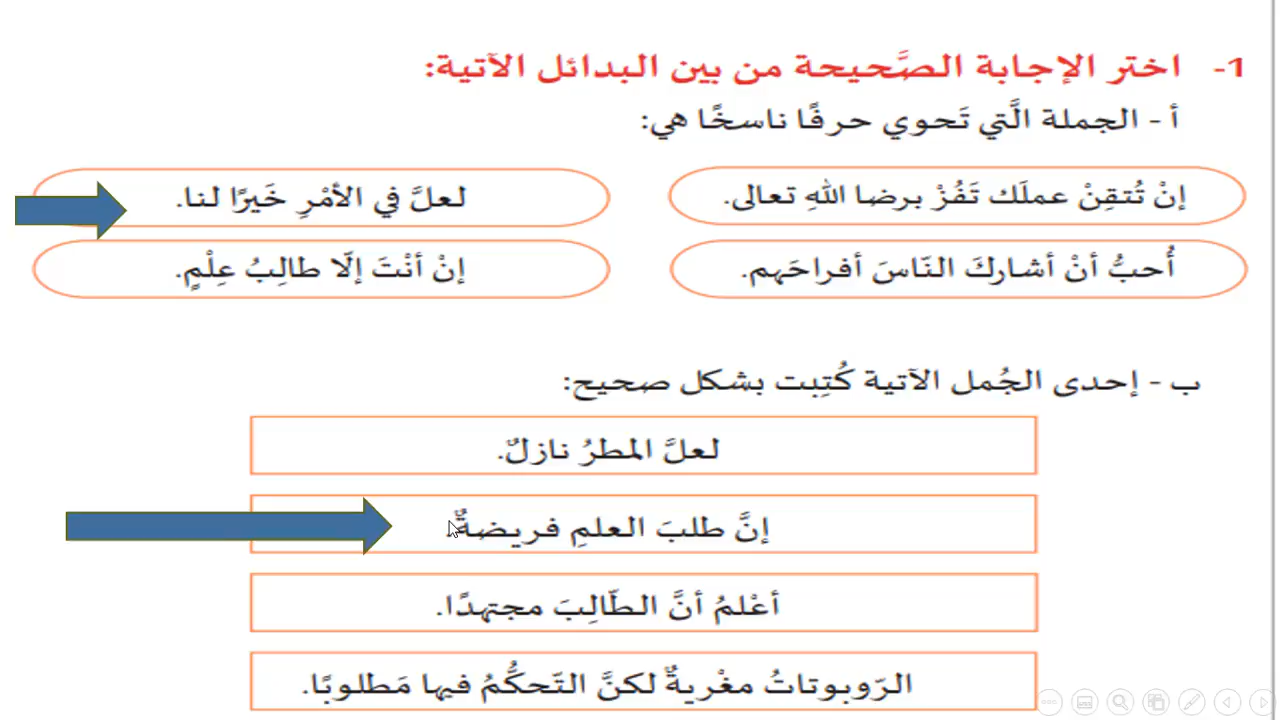 1- اختر الإجابة الصَّحيحة من بين البدائل الآتية:
أ - الجملة الَّتي تَحوي حرفًا ناسخًا هي:
إنْ تُتقِنْ عملَك تَفُزْ برضا اللهِ تعالى.
لعلَّ في الأمْرِ خَيرًا لنا.
أُحبُّ أنْ أشاركَ النّاسَ أفراحَهم.
إنْ أنْتَ إلّا طالِبُ عِلْمٍ.
ب - إحدى الجُمل الآتية كُتِبت بشكل صحيح:
لعلَّ المطرُ نازلٌ.
إنَّ طلبَ العلمِ فريضةٌ.
أعْلمُ أنَّ الطّالِبَ مجتهدًا.
الرّوبوتاتُ مغْريةٌ لكنَّ التّحكُّمُ فيها مَطلوبًا.